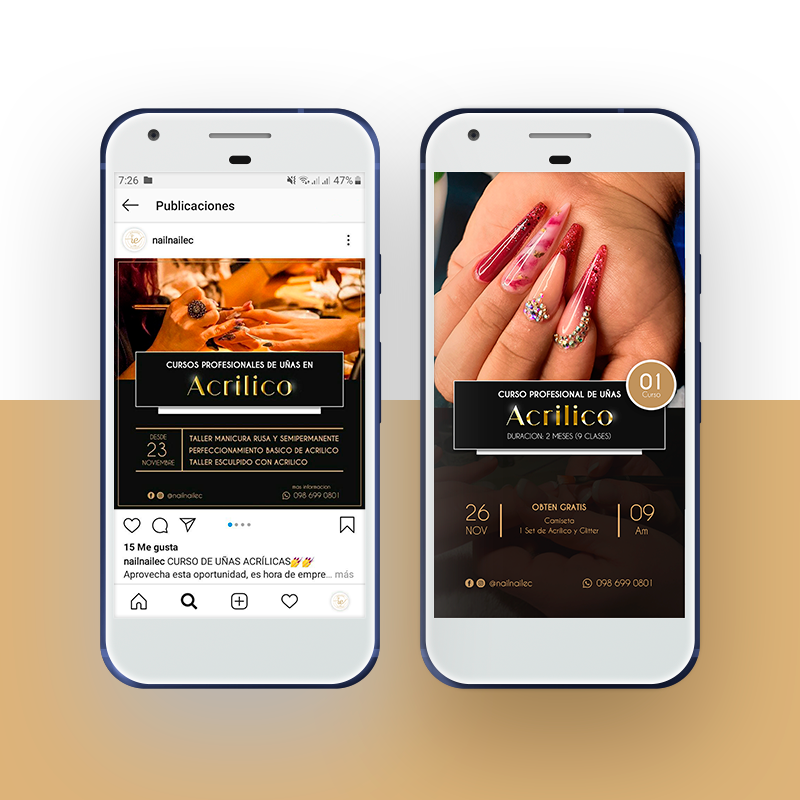 7:26
47%
Publicaciones
nailnailec
CURSOS PROFESIONALES DE UÑAS EN
Acrilico
DESDE
23
NOVIEMBRE
TALLER MANICURA RUSA Y SEMIPERMANENTE
PERFECCIONAMIENTO BASICO DE ACRILICO
TALLER ESCULPIDO CON ACRILICO
mas informacion
@nailnailec
098 699 0801
15 Me gusta
nailnailec CURSO DE UÑAS ACRÍLICAS💅💅
Aprovecha esta oportunidad, es hora de empre... más
01
Curso
CURSO PROFESIONAL DE UÑAS
Acrilico
DURACION: 2 MESES (9 CLASES)
26
NOV
OBTEN GRATIS
Camiseta
1 Set de Acrilico y Glitter
09
Am
@nailnailec
098 699 0801